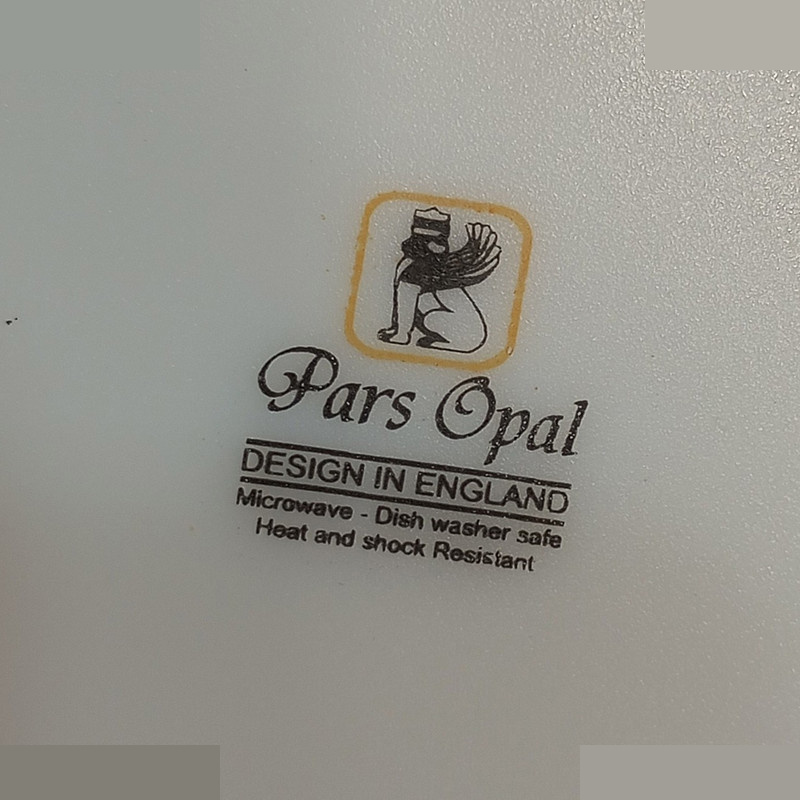 Pars Opal
DESIGN IN ENGLAND
Microwave - Dish washer safe
Heat and shock Resistant